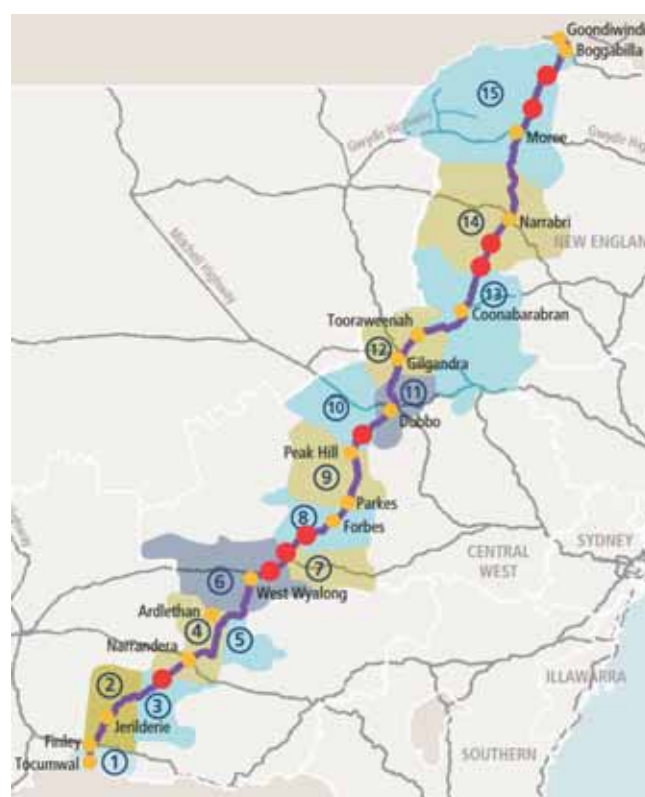 Goondiwindi
Boggabilla
15
Gwydir Highway
Moree
14
Narrabri
NEW ENGLAND
Mitchell Highway
13
Coonabarabran
Tooraweenah
12
Gilgandra
11
10
Dubbo
Peak Hill
9
Parkes
8
Forbes
SYDNEY
CENTRAL
WEST
7
6
West Wyalong
Ardlethan
4
5
Narrandera
ILLAWARRA
2
3
Jerilderie
Finley
SOUTHERN
Tocumwal
1